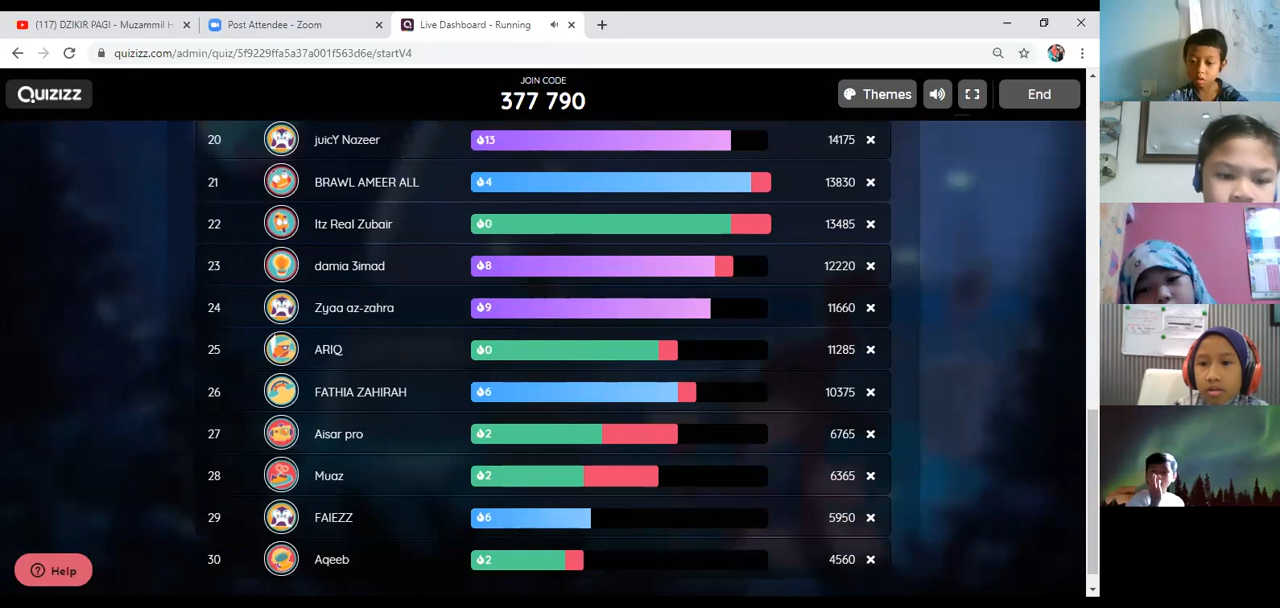 (117) DZIKIR PAGI - Muzammil H
Post Attendee - Zoom
Live Dashboard - Running
quizizz.com/admin/quiz/5f9229ffa5a37a001f563d6e/startV4
QUIZIZZ
JOIN CODE
377 790
Themes
End
20 juicY Nazeer 13 14175
21 BRAWL AMEER ALL 4 13830
22 Itz Real Zubair 0 13485
23 damia 3imad 8 12220
24 Zyaa az-zahra 9 11660
25 ARIQ 0 11285
26 FATHIA ZAHIRAH 6 10375
27 Aisar pro 2 6765
28 Muaz 2 6365
29 FAIEZZ 6 5950
30 Aqeeb 2 4560
? Help